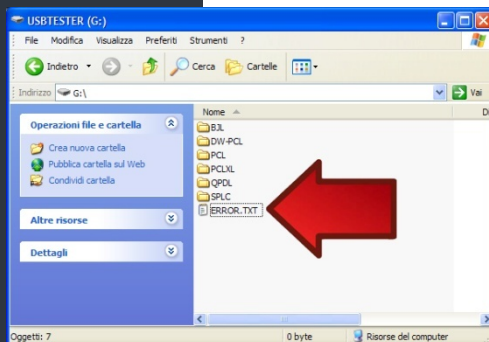 USBTESTER (G:)
File Modifica Visualizza Preferiti Strumenti ?
Indietro Cerca Cartelle
Indirizzo G:\ Vai
Operazioni file e cartella
Crea nuova cartella
Pubblica cartella sul Web
Condividi cartella
Altre risorse
Dettagli
Nome
BJL
DW-PCL
PCL
PCLXL
QPDL
SPLC
ERROR.TXT
Oggetti: 7 0 byte Risorse del computer